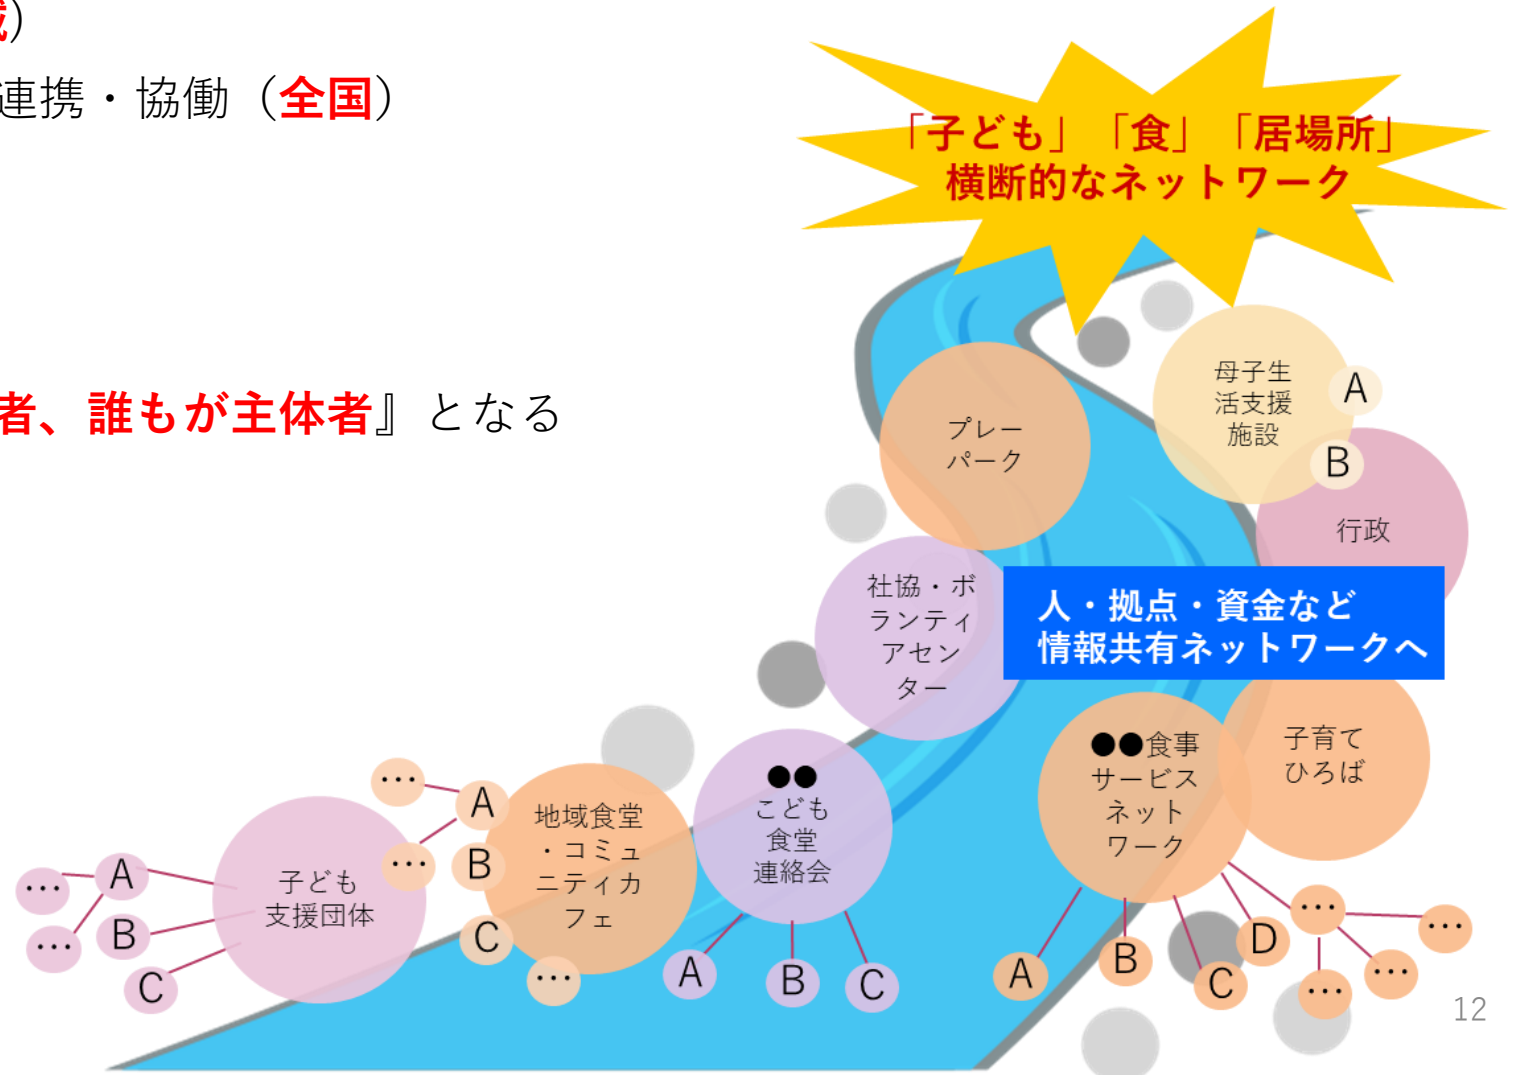 域）
連携・協働（全国）
者、誰もが主体者』となる
「子ども」「食」「居場所」
横断的なネットワーク
母子生
活支援
施設
A
B
プレー
パーク
行政
社協・ボ
ランティ
アセン
ター
人・拠点・資金など
情報共有ネットワークへ
●●食事
サービス
ネット
ワーク
子育て
ひろば
●●
こども
食堂
連絡会
地域食堂
・コミュ
ニティカ
フェ
子ども
支援団体
…
A
…
B
C
…
…
A
…
B
C
A
B
C
A
B
C
D
…
…
…
…
12